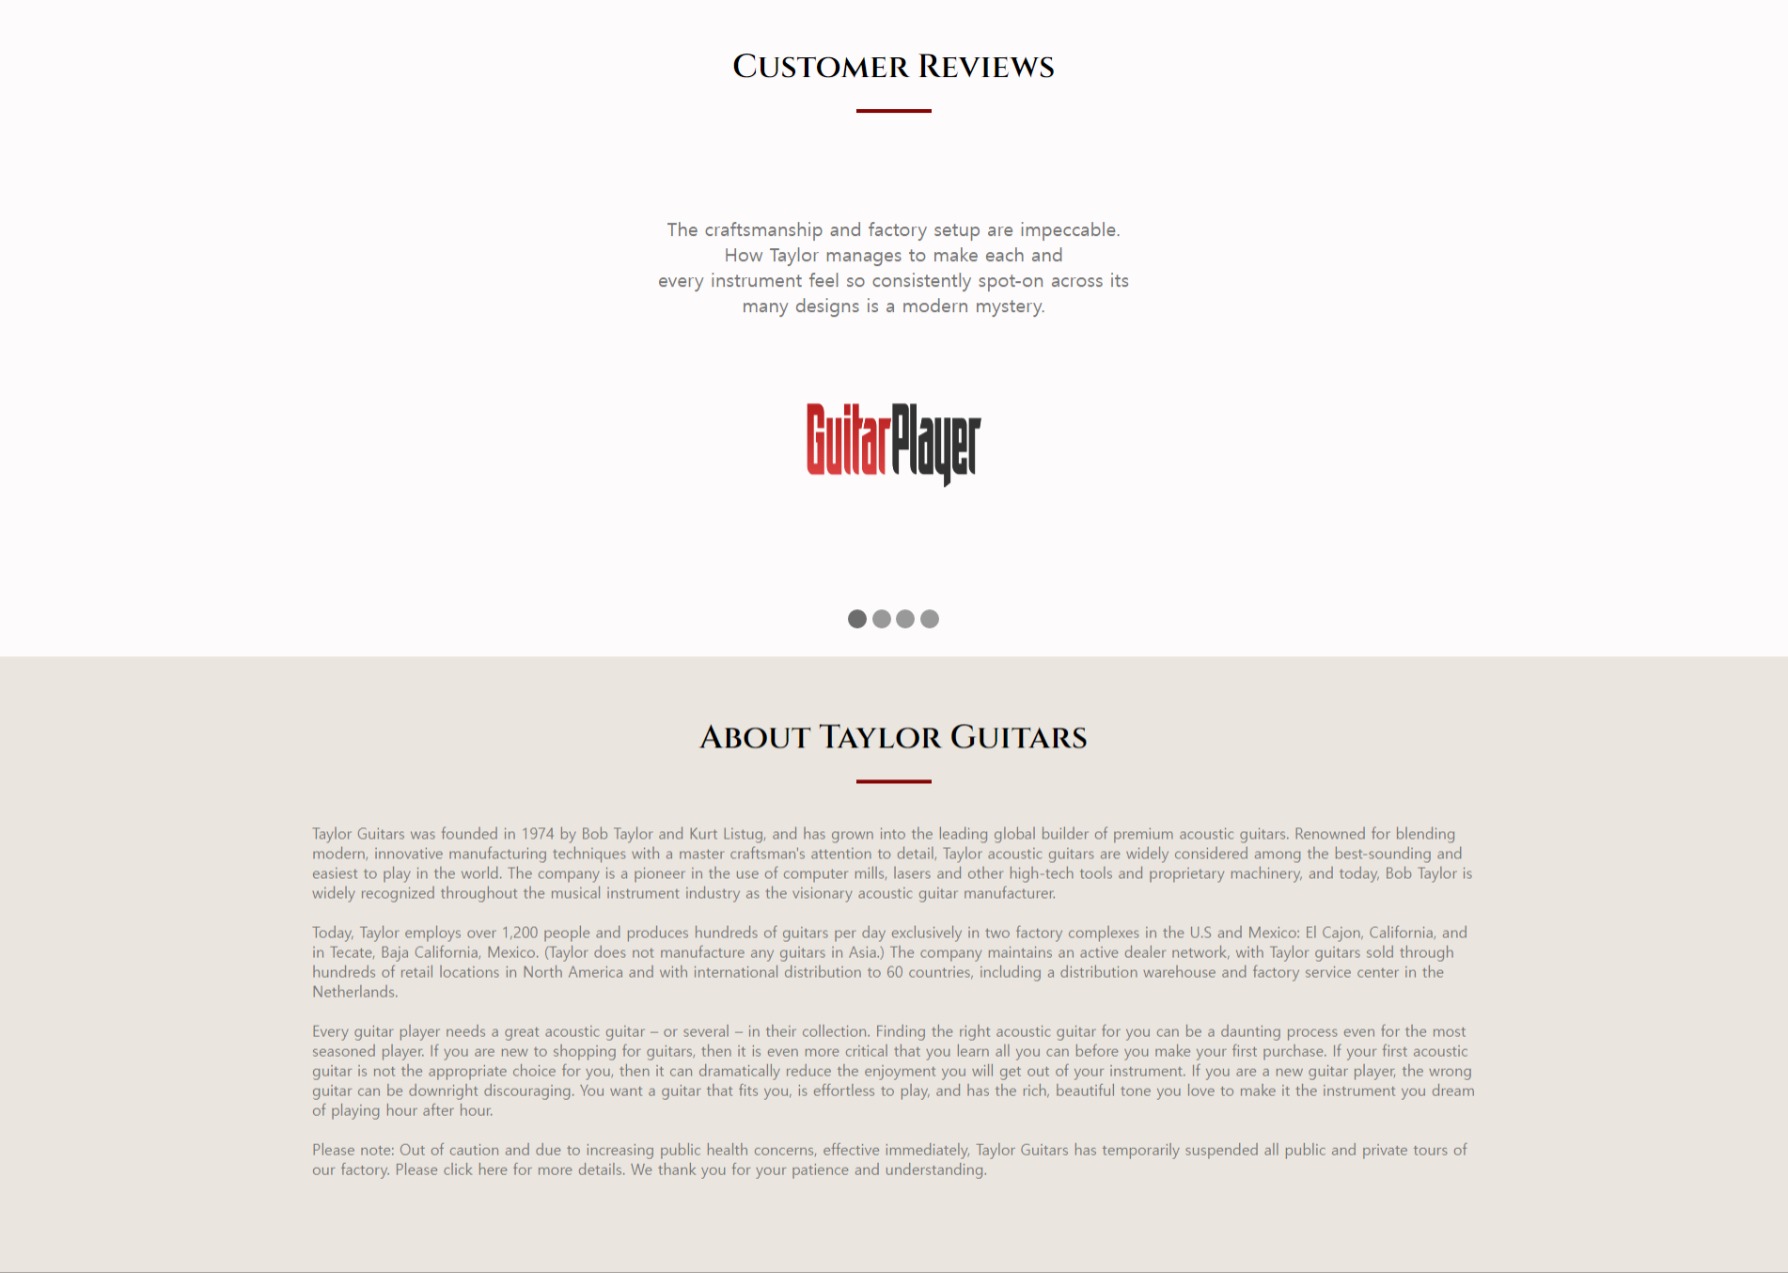 Customer Reviews
The craftsmanship and factory setup are impeccable.
How Taylor manages to make each and
every instrument feel so consistently spot-on across its
many designs is a modern mystery.
GuitarPlayer
About Taylor Guitars
Taylor Guitars was founded in 1974 by Bob Taylor and Kurt Listug, and has grown into the leading global builder of premium acoustic guitars. Renowned for blending
modern, innovative manufacturing techniques with a master craftsman's attention to detail, Taylor acoustic guitars are widely considered among the best-sounding and
easiest to play in the world. The company is a pioneer in the use of computer mills, lasers and other high-tech tools and proprietary machinery, and today, Bob Taylor is
widely recognized throughout the musical instrument industry as the visionary acoustic guitar manufacturer.
Today, Taylor employs over 1,200 people and produces hundreds of guitars per day exclusively in two factory complexes in the U.S and Mexico: El Cajon, California, and
in Tecate, Baja California, Mexico. (Taylor does not manufacture any guitars in Asia.) The company maintains an active dealer network, with Taylor guitars sold through
hundreds of retail locations in North America and with international distribution to 60 countries, including a distribution warehouse and factory service center in the
Netherlands.
Every guitar player needs a great acoustic guitar – or several – in their collection. Finding the right acoustic guitar for you can be a daunting process even for the most
seasoned player. If you are new to shopping for guitars, then it is even more critical that you learn all you can before you make your first purchase. If your first acoustic
guitar is not the appropriate choice for you, then it can dramatically reduce the enjoyment you will get out of your instrument. If you are a new guitar player, the wrong
guitar can be downright discouraging. You want a guitar that fits you, is effortless to play, and has the rich, beautiful tone you love to make it the instrument you dream
of playing hour after hour.
Please note: Out of caution and due to increasing public health concerns, effective immediately, Taylor Guitars has temporarily suspended all public and private tours of
our factory. Please click here for more details. We thank you for your patience and understanding.